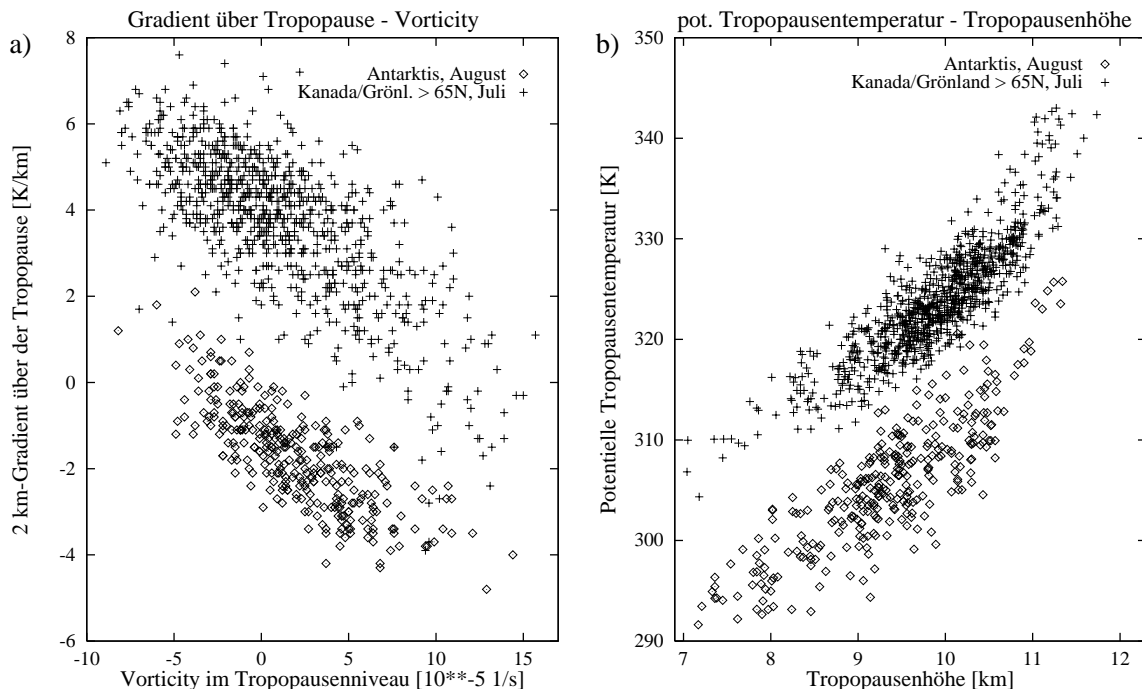 a)
Gradient über Tropopause - Vorticity
Antarktis, August
Kanada/Grönl. > 65N, Juli
2 km-Gradient über der Tropopause [K/km]
8
6
4
2
0
-2
-4
-6
-10 -5 0 5 10 15
Vorticity im Tropopausenniveau [10**-5 1/s]
b)
pot. Tropopausentemperatur - Tropopausenhöhe
Antarktis, August
Kanada/Grönland > 65N, Juli
Potentielle Tropopausentemperatur [K]
350
340
330
320
310
300
290
7 8 9 10 11 12
Tropopausenhöhe [km]